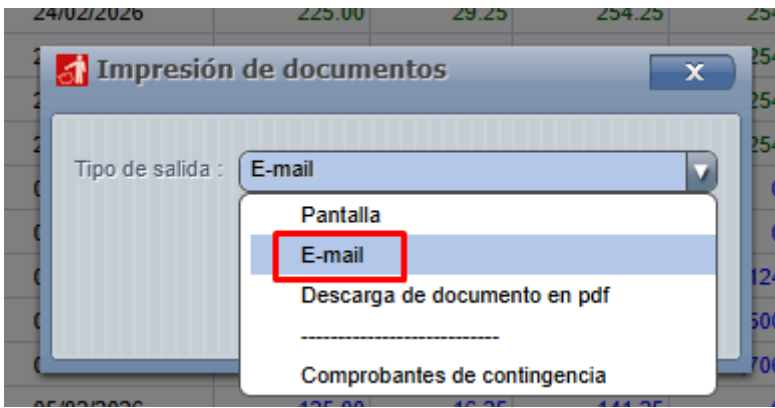 24/02/2026 225.00 29.25 254.25
Impresión de documentos x
Tipo de salida : E-mail
Pantalla
E-mail
Descarga de documento en pdf
---------------------------
Comprobantes de contingencia